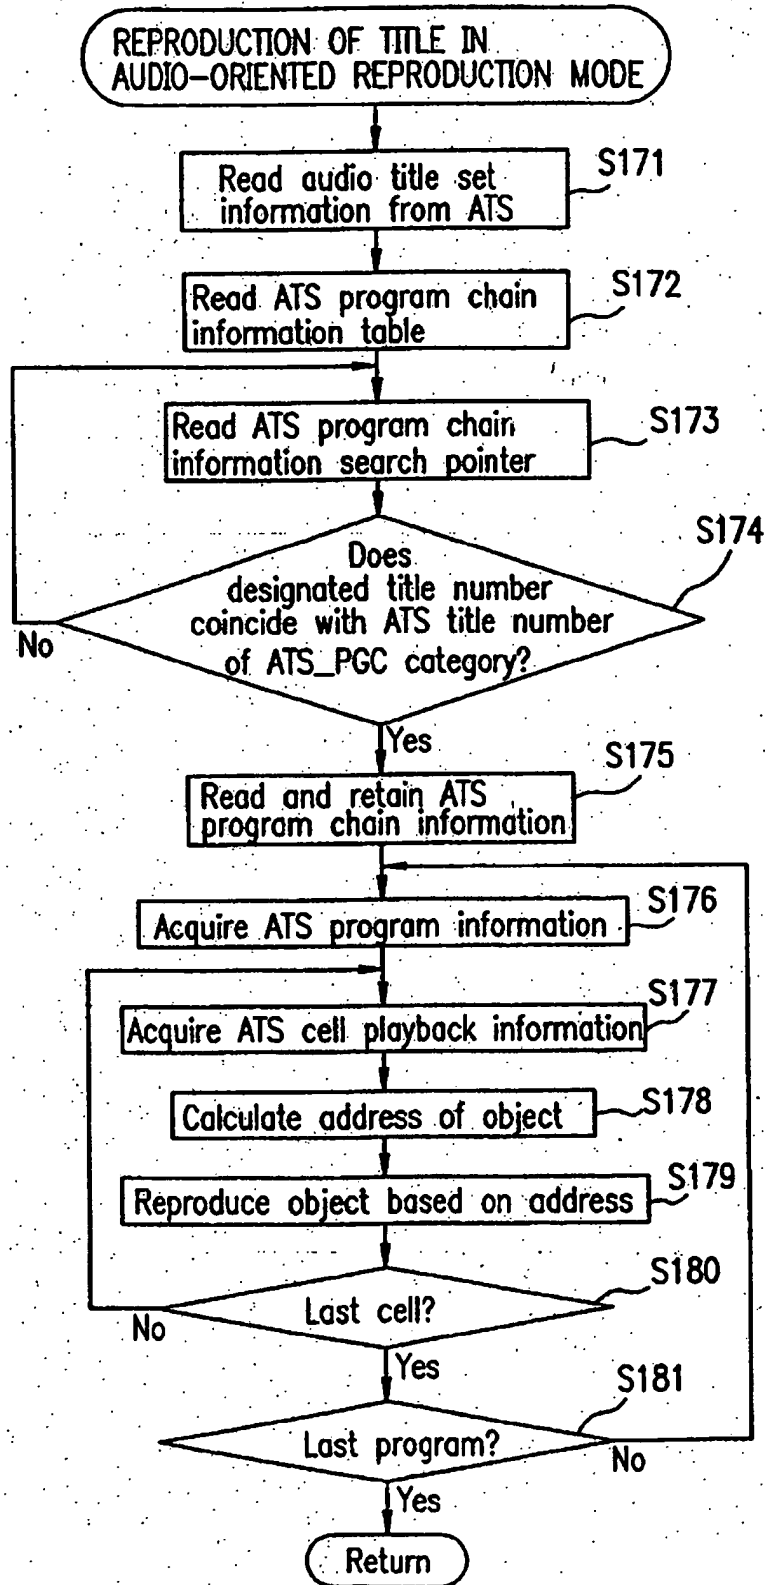 REPRODUCTION OF TITLE IN
AUDIO-ORIENTED REPRODUCTION MODE
S171
Read audio title set
information from ATS
S172
Read ATS program chain
information table
S173
Read ATS program chain
information search pointer
S174
Does
designated title number
coincide with ATS title number
of ATS_PGC category?
No
Yes
S175
Read and retain ATS
program chain information
S176
Acquire ATS program information
S177
Acquire ATS cell playback information
S178
Calculate address of object
S179
Reproduce object based on address
S180
Last cell?
No
Yes
S181
Last program?
No
Yes
Return